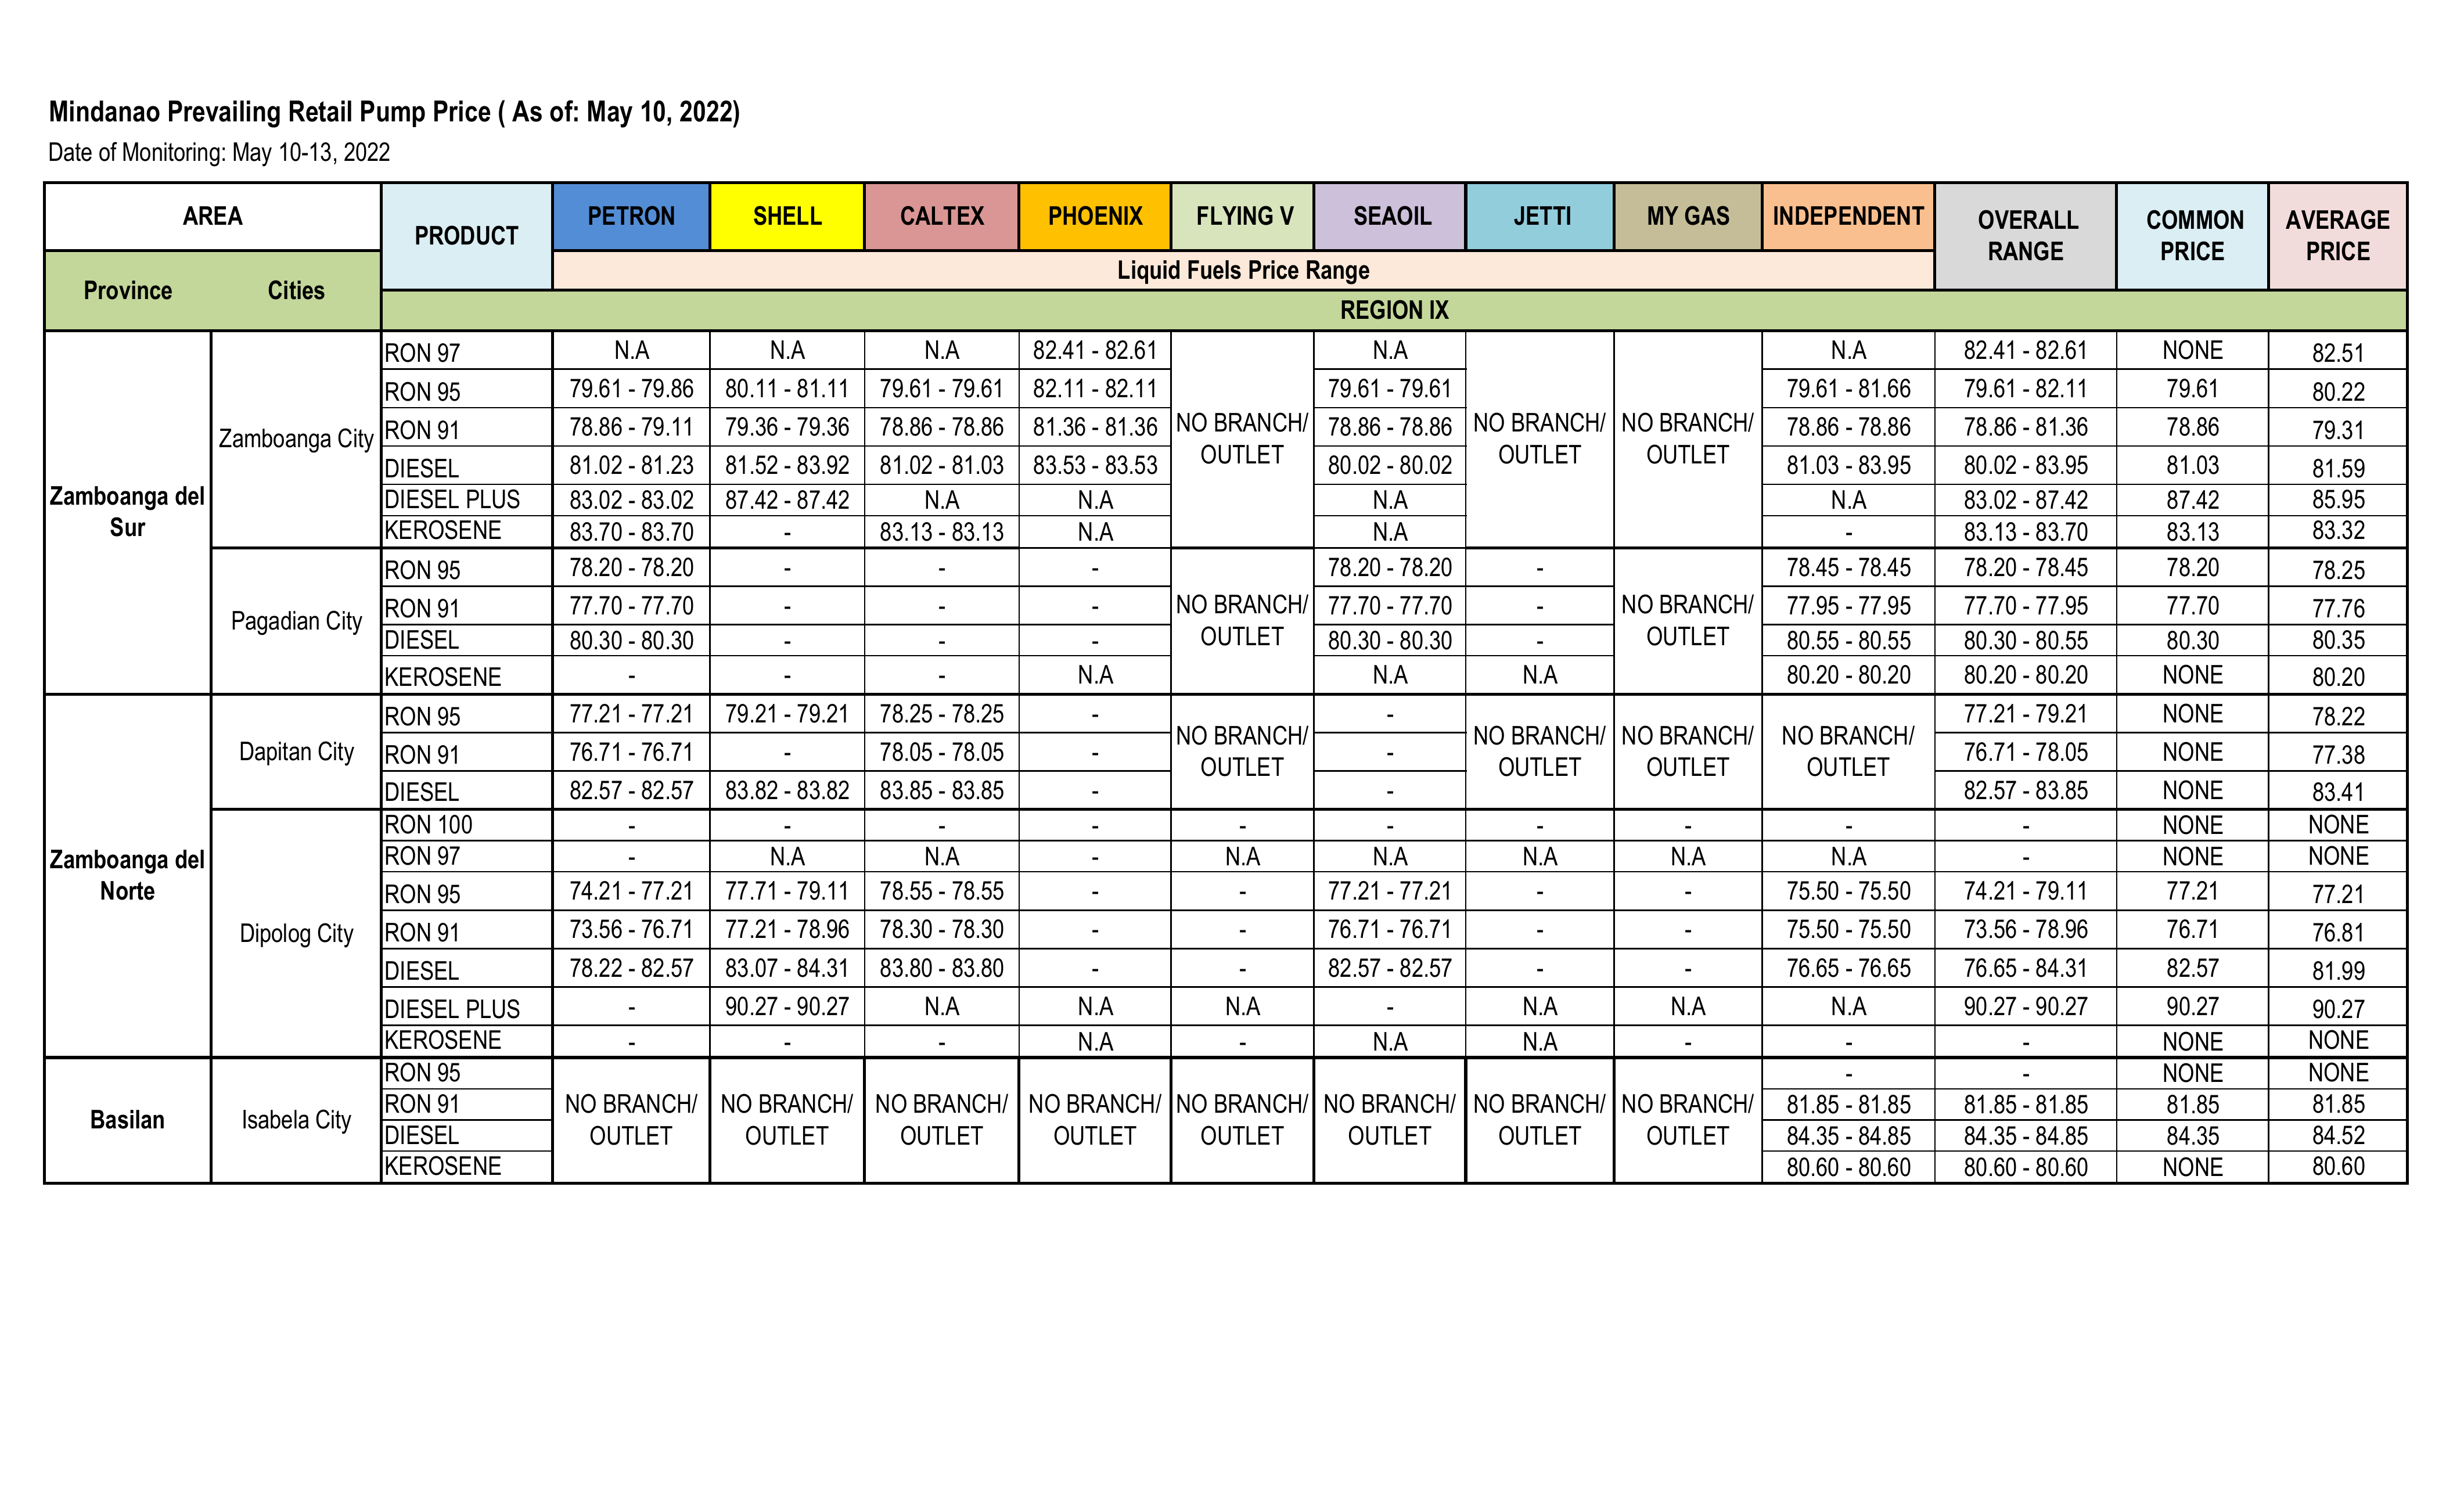 Mindanao Prevailing Retail Pump Price ( As of: May 10, 2022)
Date of Monitoring: May 10-13, 2022
AREA PRODUCT PETRON SHELL CALTEX PHOENIX FLYING V SEAOIL JETTI MY GAS INDEPENDENT OVERALL RANGE COMMON PRICE AVERAGE PRICE
Province Cities Liquid Fuels Price Range
REGION IX
Zamboanga del Sur
Zamboanga City
RON 97 N.A N.A N.A 82.41 - 82.61 NO BRANCH/ OUTLET N.A NO BRANCH/ OUTLET NO BRANCH/ OUTLET N.A 82.41 - 82.61 NONE 82.51
RON 95 79.61 - 79.86 80.11 - 81.11 79.61 - 79.61 82.11 - 82.11 79.61 - 79.61 79.61 - 81.66 79.61 - 82.11 79.61 80.22
RON 91 78.86 - 79.11 79.36 - 79.36 78.86 - 78.86 81.36 - 81.36 78.86 - 78.86 78.86 - 78.86 78.86 - 81.36 78.86 79.31
DIESEL 81.02 - 81.23 81.52 - 83.92 81.02 - 81.03 83.53 - 83.53 80.02 - 80.02 81.03 - 83.95 80.02 - 83.95 81.03 81.59
DIESEL PLUS 83.02 - 83.02 87.42 - 87.42 N.A N.A N.A N.A 83.02 - 87.42 87.42 85.95
KEROSENE 83.70 - 83.70 - 83.13 - 83.13 N.A N.A - 83.13 - 83.70 83.13 83.32
Pagadian City
RON 95 78.20 - 78.20 - - - NO BRANCH/ OUTLET 78.20 - 78.20 - NO BRANCH/ OUTLET 78.45 - 78.45 78.20 - 78.45 78.20 78.25
RON 91 77.70 - 77.70 - - - 77.70 - 77.70 - 77.95 - 77.95 77.70 - 77.95 77.70 77.76
DIESEL 80.30 - 80.30 - - - 80.30 - 80.30 - 80.55 - 80.55 80.30 - 80.55 80.30 80.35
KEROSENE - - - N.A N.A N.A 80.20 - 80.20 80.20 - 80.20 NONE 80.20
Zamboanga del Norte
Dapitan City
RON 95 77.21 - 77.21 79.21 - 79.21 78.25 - 78.25 - NO BRANCH/ OUTLET - NO BRANCH/ OUTLET NO BRANCH/ OUTLET NO BRANCH/ OUTLET 77.21 - 79.21 NONE 78.22
RON 91 76.71 - 76.71 - 78.05 - 78.05 - - 76.71 - 78.05 NONE 77.38
DIESEL 82.57 - 82.57 83.82 - 83.82 83.85 - 83.85 - - 82.57 - 83.85 NONE 83.41
Dipolog City
RON 100 - - - - - - - - - - NONE NONE
RON 97 - N.A N.A - N.A N.A N.A N.A N.A - NONE NONE
RON 95 74.21 - 77.21 77.71 - 79.11 78.55 - 78.55 - - 77.21 - 77.21 - - 75.50 - 75.50 74.21 - 79.11 77.21 77.21
RON 91 73.56 - 76.71 77.21 - 78.96 78.30 - 78.30 - - 76.71 - 76.71 - - 75.50 - 75.50 73.56 - 78.96 76.71 76.81
DIESEL 78.22 - 82.57 83.07 - 84.31 83.80 - 83.80 - - 82.57 - 82.57 - - 76.65 - 76.65 76.65 - 84.31 82.57 81.99
DIESEL PLUS - 90.27 - 90.27 N.A N.A N.A - N.A N.A N.A 90.27 - 90.27 90.27 90.27
KEROSENE - - - N.A - N.A N.A - - - NONE NONE
Basilan
Isabela City
RON 95 NO BRANCH/ OUTLET NO BRANCH/ OUTLET NO BRANCH/ OUTLET NO BRANCH/ OUTLET NO BRANCH/ OUTLET NO BRANCH/ OUTLET NO BRANCH/ OUTLET NO BRANCH/ OUTLET - - NONE NONE
RON 91 81.85 - 81.85 81.85 - 81.85 81.85 81.85
DIESEL 84.35 - 84.85 84.35 - 84.85 84.35 84.52
KEROSENE 80.60 - 80.60 80.60 - 80.60 NONE 80.60